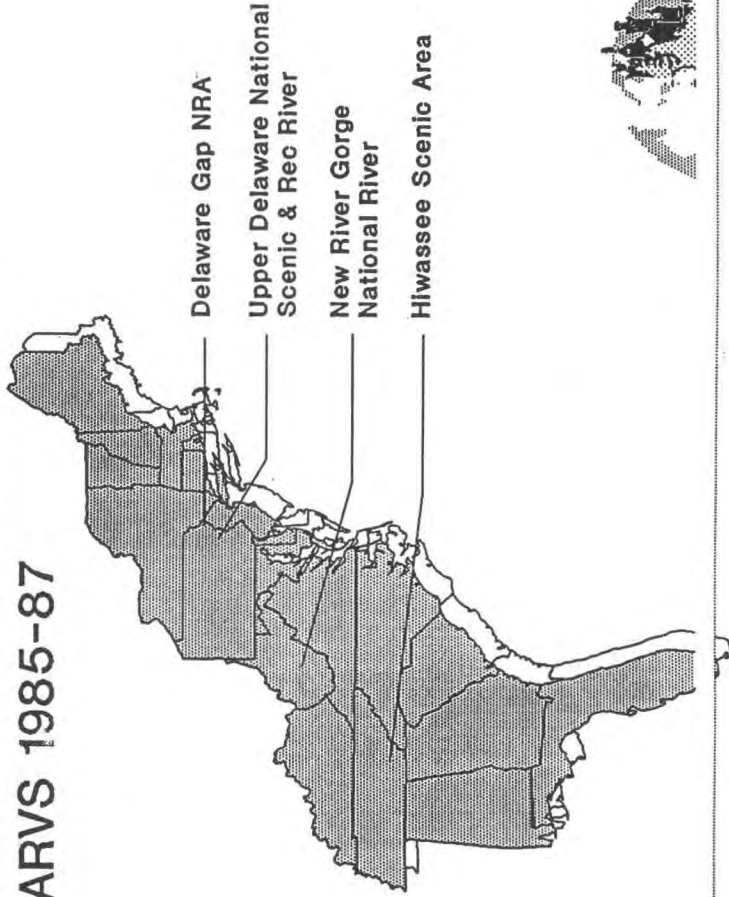 ARVS 1985-87
Delaware Gap NRA
Upper Delaware National
Scenic & Rec River
New River Gorge
National River
Hiwassee Scenic Area